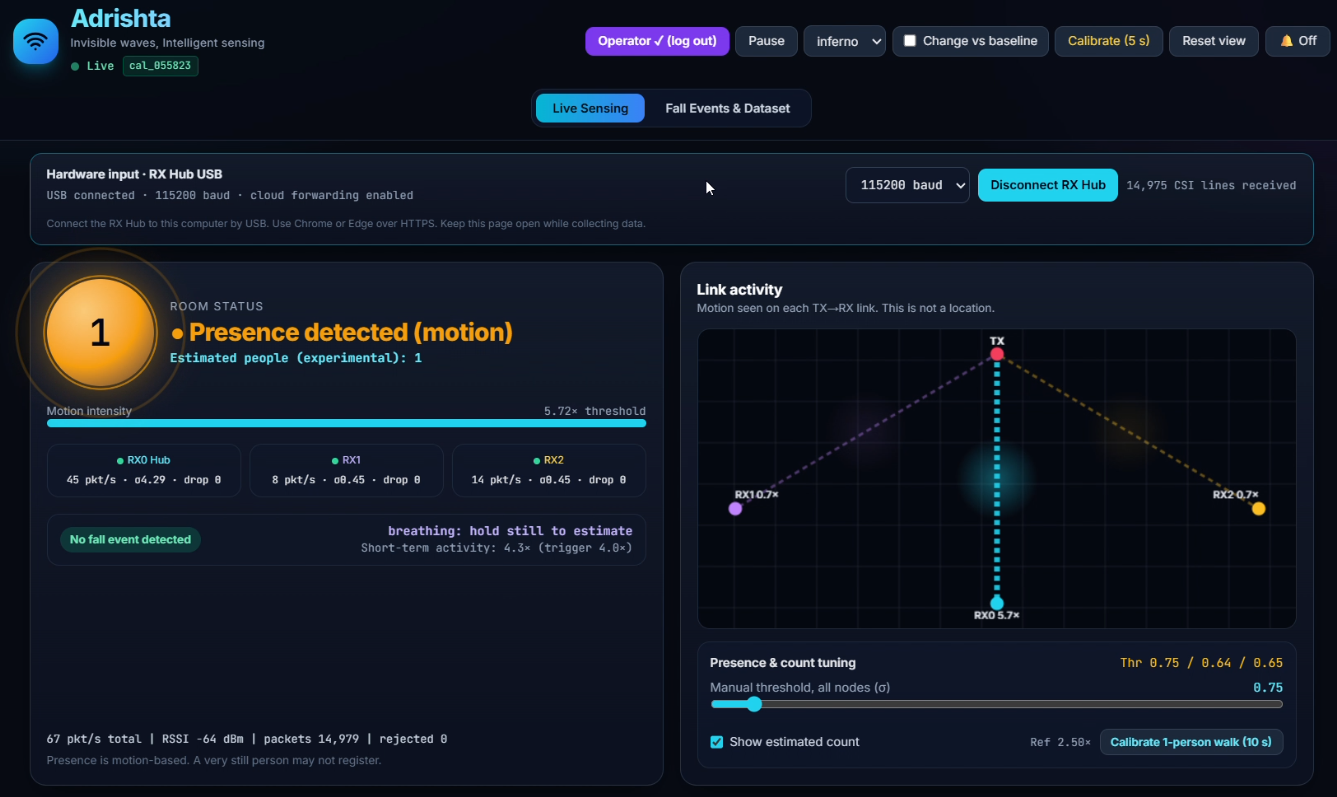 Adrishta
Invisible waves, Intelligent sensing
Live cal_055823
Operator ✓ (log out) Pause inferno Change vs baseline Calibrate (5 s) Reset view 🔔 Off
Live Sensing Fall Events & Dataset
Hardware input · RX Hub USB
USB connected · 115200 baud · cloud forwarding enabled
115200 baud Disconnect RX Hub 14,975 CSI lines received
Connect the RX Hub to this computer by USB. Use Chrome or Edge over HTTPS. Keep this page open while collecting data.
1
ROOM STATUS
● Presence detected (motion)
Estimated people (experimental): 1
Motion intensity 5.72× threshold
RX0 Hub
45 pkt/s · σ4.29 · drop 0
RX1
8 pkt/s · σ0.45 · drop 0
RX2
14 pkt/s · σ0.45 · drop 0
No fall event detected
breathing: hold still to estimate
Short-term activity: 4.3× (trigger 4.0×)
67 pkt/s total | RSSI -64 dBm | packets 14,979 | rejected 0
Presence is motion-based. A very still person may not register.
Link activity
Motion seen on each TX→RX link. This is not a location.
TX
RX1 0.7×
RX2 0.7×
RX0 5.7×
Presence & count tuning Thr 0.75 / 0.64 / 0.65
Manual threshold, all nodes (σ) 0.75
Show estimated count Ref 2.50× Calibrate 1-person walk (10 s)